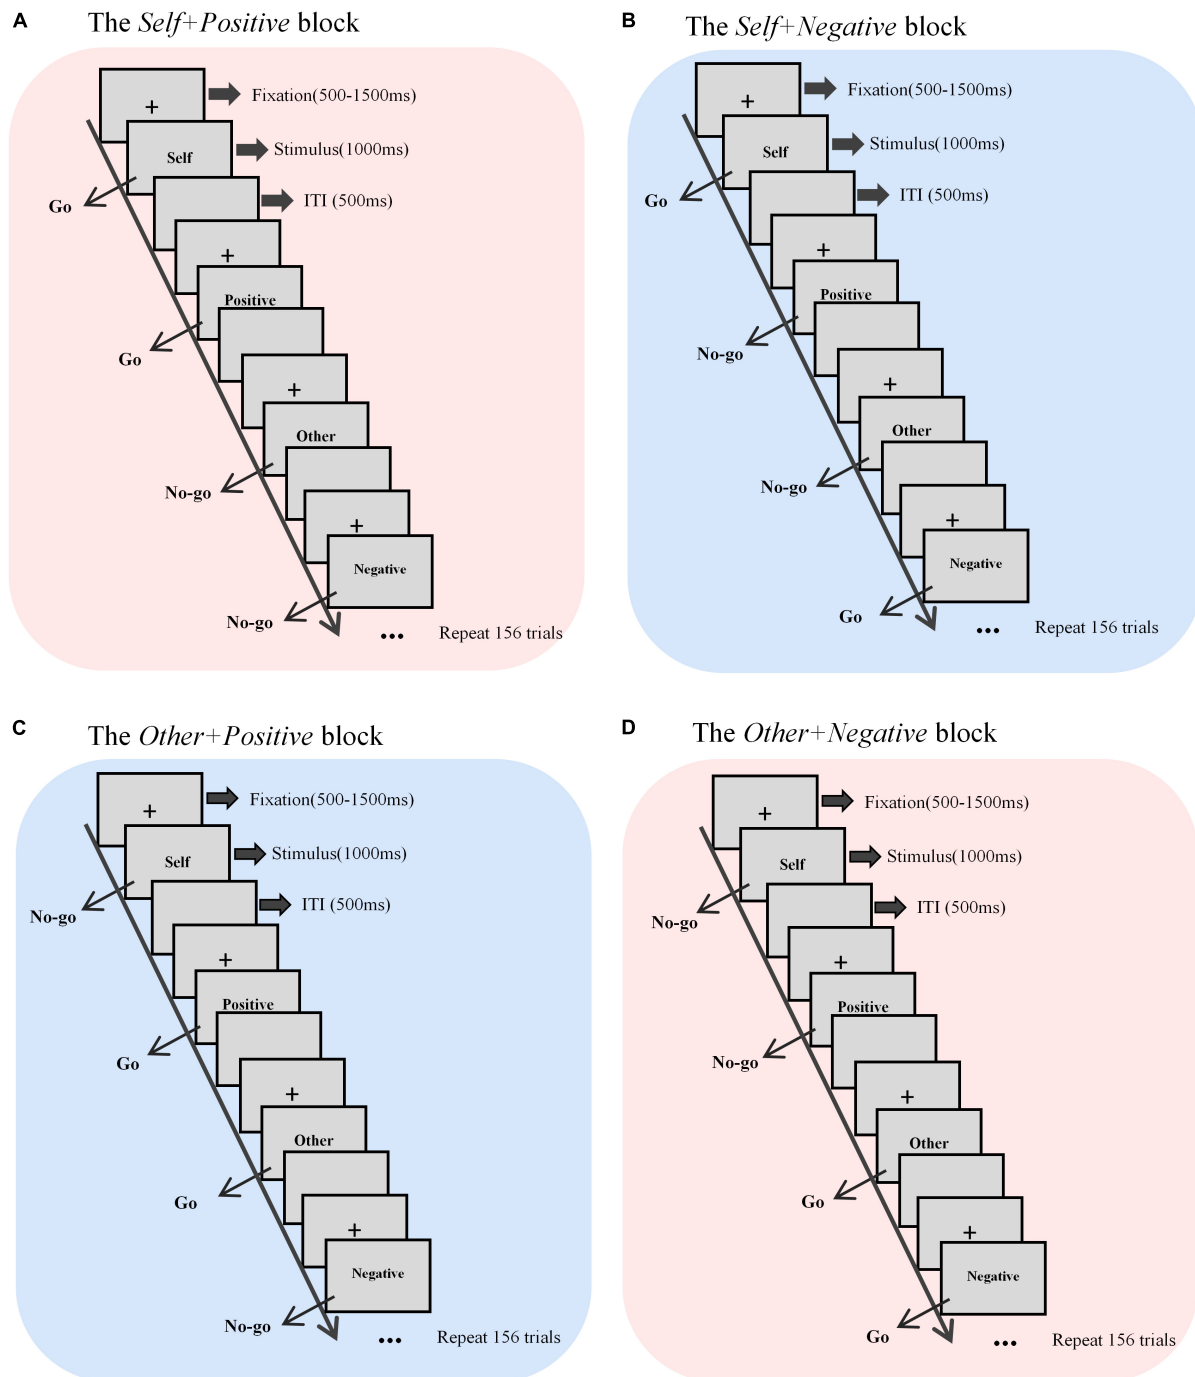 A
The Self+Positive block
+
Fixation(500-1500ms)
Self
Stimulus(1000ms)
Go
ITI (500ms)
+
Positive
Go
+
Other
No-go
+
Negative
No-go
... Repeat 156 trials
B
The Self+Negative block
+
Fixation(500-1500ms)
Self
Stimulus(1000ms)
Go
ITI (500ms)
+
Positive
No-go
+
Other
No-go
+
Negative
Go
... Repeat 156 trials
C
The Other+Positive block
+
Fixation(500-1500ms)
Self
Stimulus(1000ms)
No-go
ITI (500ms)
+
Positive
Go
+
Other
Go
+
Negative
No-go
... Repeat 156 trials
D
The Other+Negative block
+
Fixation(500-1500ms)
Self
Stimulus(1000ms)
No-go
ITI (500ms)
+
Positive
No-go
+
Other
Go
+
Negative
Go
... Repeat 156 trials